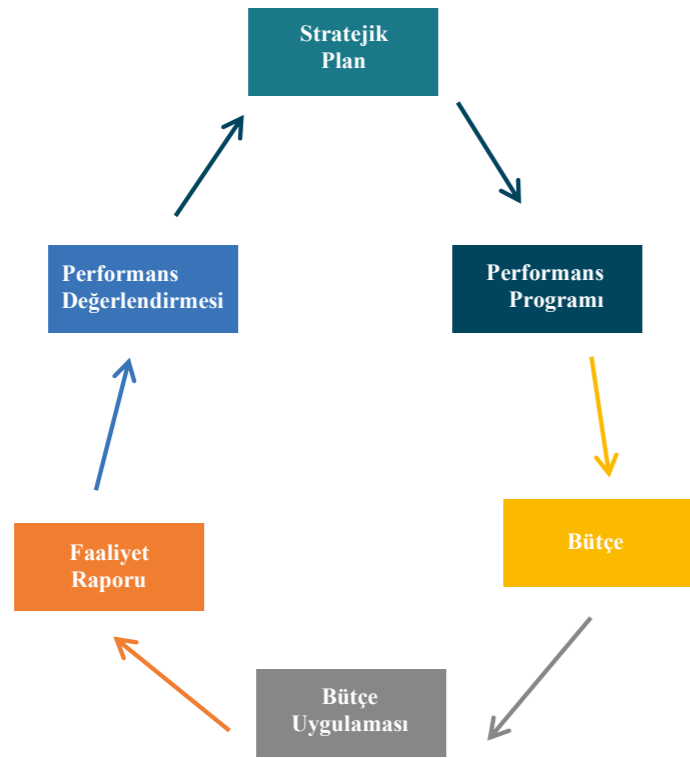 Stratejik
Plan
Performans
Programı
Bütçe
Bütçe
Uygulaması
Faaliyet
Raporu
Performans
Değerlendirmesi